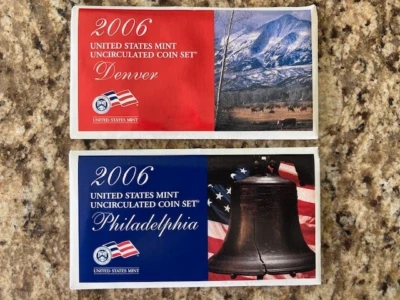 2006
UNITED STATES MINT
UNCIRCULATED COIN SET®
Denver
UNITED STATES MINT
2006
UNITED STATES MINT
UNCIRCULATED COIN SET®
Philadelphia
UNITED STATES MINT